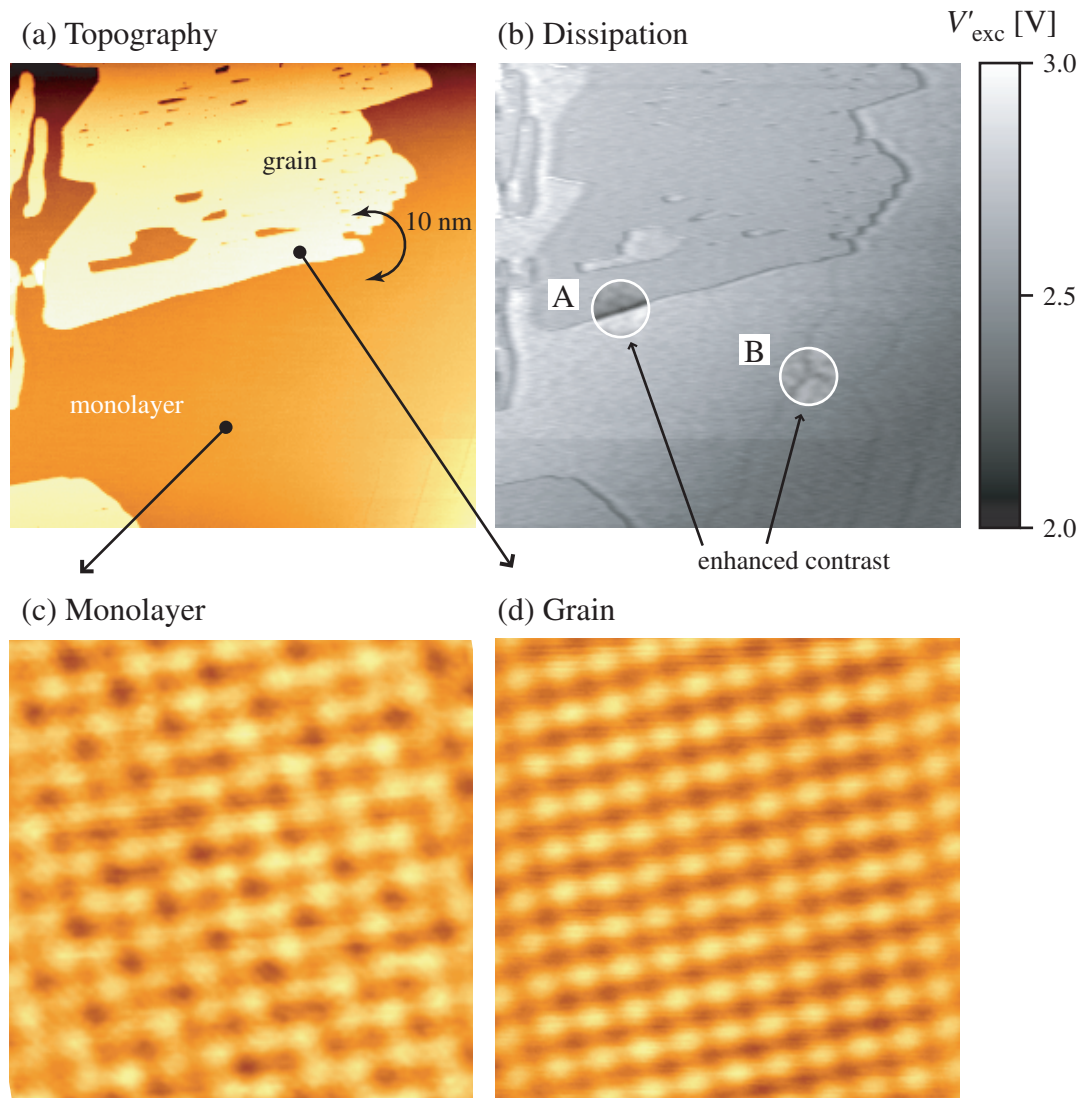 (a) Topography
(b) Dissipation
V′exc [V]
3.0
grain
10 nm
A
2.5
B
monolayer
2.0
enhanced contrast
(c) Monolayer
(d) Grain